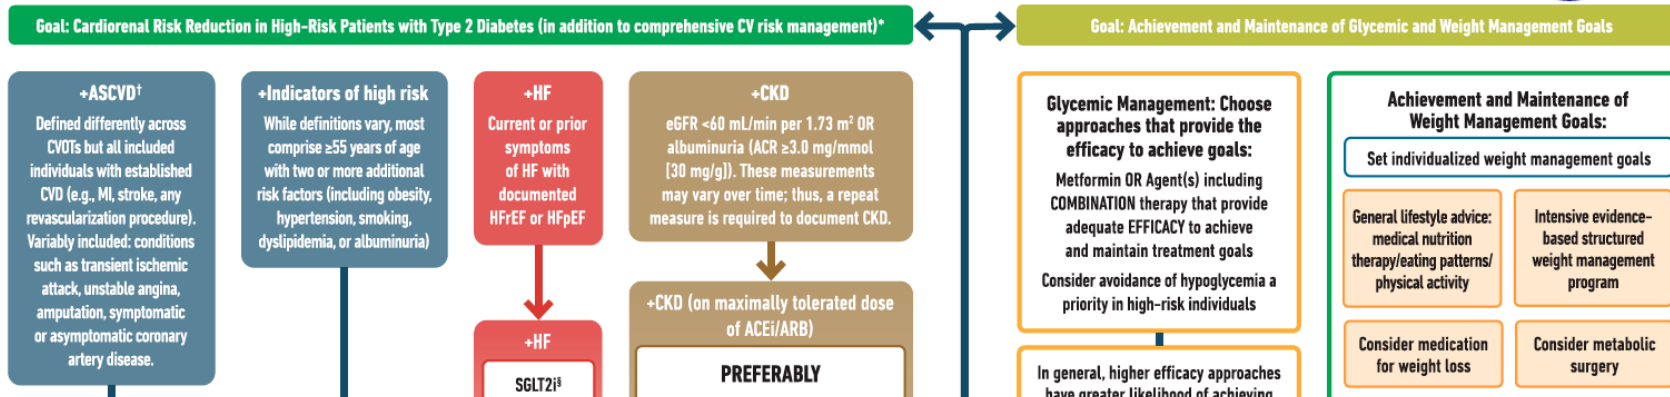 Goal: Cardiorenal Risk Reduction in High-Risk Patients with Type 2 Diabetes (in addition to comprehensive CV risk management)*
Goal: Achievement and Maintenance of Glycemic and Weight Management Goals
+ASCVD†
Defined differently across
CVOTs but all included
individuals with established
CVD (e.g., MI, stroke, any
revascularization procedure).
Variably included: conditions
such as transient ischemic
attack, unstable angina,
amputation, symptomatic
or asymptomatic coronary
artery disease.
+Indicators of high risk
While definitions vary, most
comprise ≥55 years of age
with two or more additional
risk factors (including obesity,
hypertension, smoking,
dyslipidemia, or albuminuria)
+HF
Current or prior
symptoms
of HF with
documented
HFrEF or HFpEF
+HF
SGLT2i§
+CKD
eGFR <60 mL/min per 1.73 m² OR
albuminuria (ACR ≥3.0 mg/mmol
[30 mg/g]). These measurements
may vary over time; thus, a repeat
measure is required to document CKD.
+CKD (on maximally tolerated dose
of ACEi/ARB)
PREFERABLY
Glycemic Management: Choose
approaches that provide the
efficacy to achieve goals:
Metformin OR Agent(s) including
COMBINATION therapy that provide
adequate EFFICACY to achieve
and maintain treatment goals
Consider avoidance of hypoglycemia a
priority in high-risk individuals
In general, higher efficacy approaches
have greater likelihood of achieving
Achievement and Maintenance of
Weight Management Goals:
Set individualized weight management goals
General lifestyle advice:
medical nutrition
therapy/eating patterns/
physical activity
Intensive evidence-
based structured
weight management
program
Consider medication
for weight loss
Consider metabolic
surgery